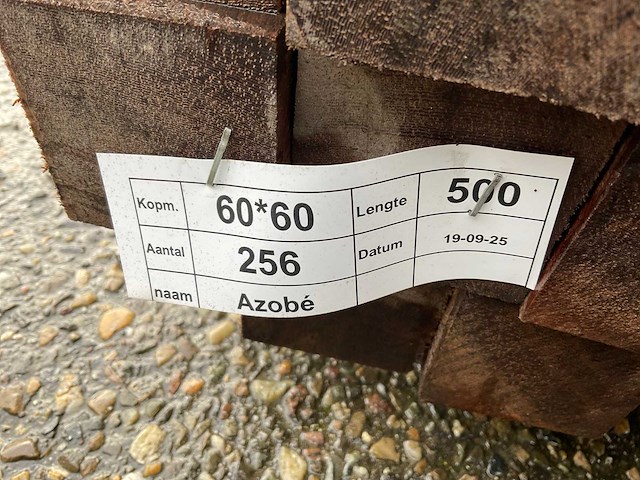 Kopm. 60*60 Lengte 500
Aantal 256 Datum 19-09-25
naam Azobé